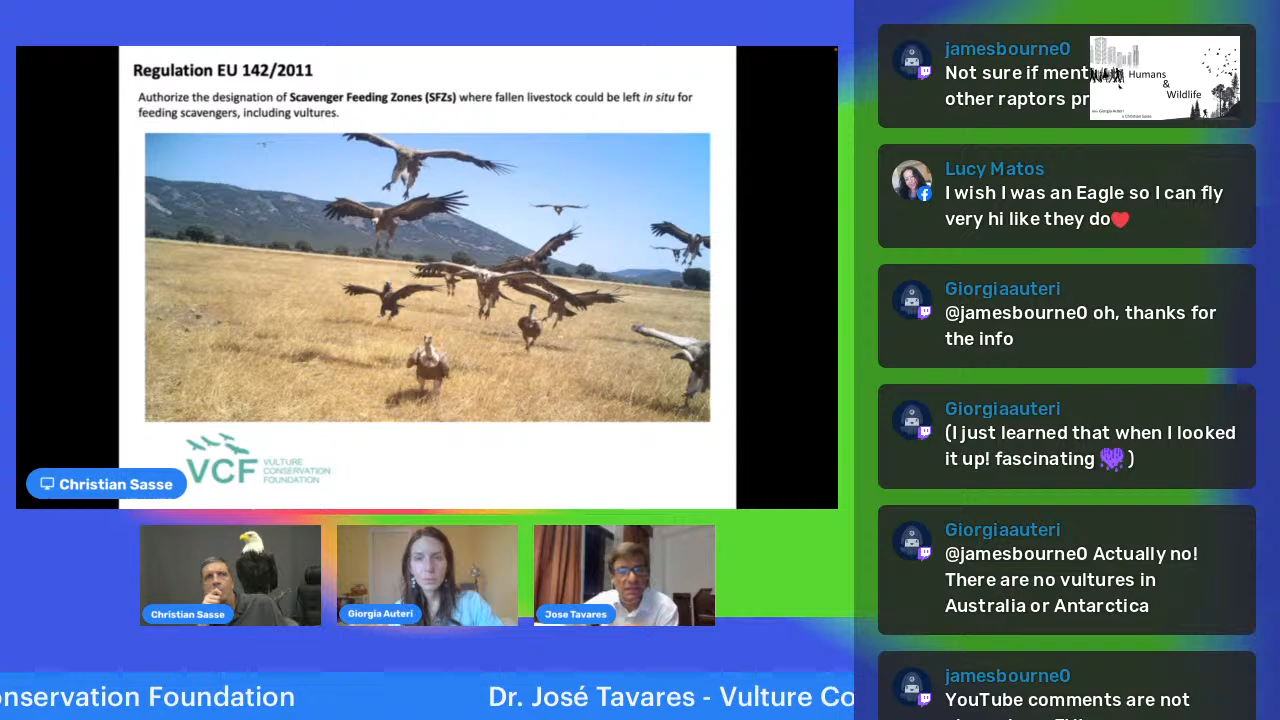 Regulation EU 142/2011
Authorize the designation of Scavenger Feeding Zones (SFZs) where fallen livestock could be left in situ for
feeding scavengers, including vultures.
VCF
VULTURE
CONSERVATION
FOUNDATION
Christian Sasse
Christian Sasse
Giorgia Auteri
Jose Tavares
onservation Foundation
Dr. José Tavares - Vulture Co
jamesbourne0
Not sure if ment
other raptors pr
Humans
&
Wildlife
Giorgia Auteri
Christian Sasse
Lucy Matos
I wish I was an Eagle so I can fly
very hi like they do❤️
Giorgiaauteri
@jamesbourne0 oh, thanks for
the info
Giorgiaauteri
(I just learned that when I looked
it up! fascinating 💜 )
Giorgiaauteri
@jamesbourne0 Actually no!
There are no vultures in
Australia or Antarctica
jamesbourne0
YouTube comments are not